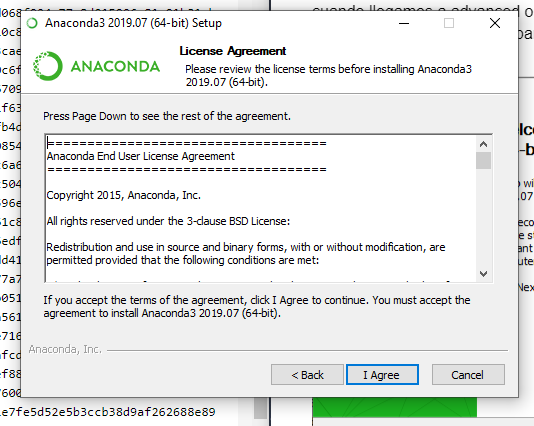 Anaconda3 2019.07 (64-bit) Setup
ANACONDA
License Agreement
Please review the license terms before installing Anaconda3
2019.07 (64-bit).
Press Page Down to see the rest of the agreement.
===================================
Anaconda End User License Agreement
===================================
Copyright 2015, Anaconda, Inc.
All rights reserved under the 3-clause BSD License:
Redistribution and use in source and binary forms, with or without modification, are
permitted provided that the following conditions are met:
If you accept the terms of the agreement, click I Agree to continue. You must accept the
agreement to install Anaconda3 2019.07 (64-bit).
Anaconda, Inc.
< Back
I Agree
Cancel
e7fe5d52e5b3ccb38d9af262688e89